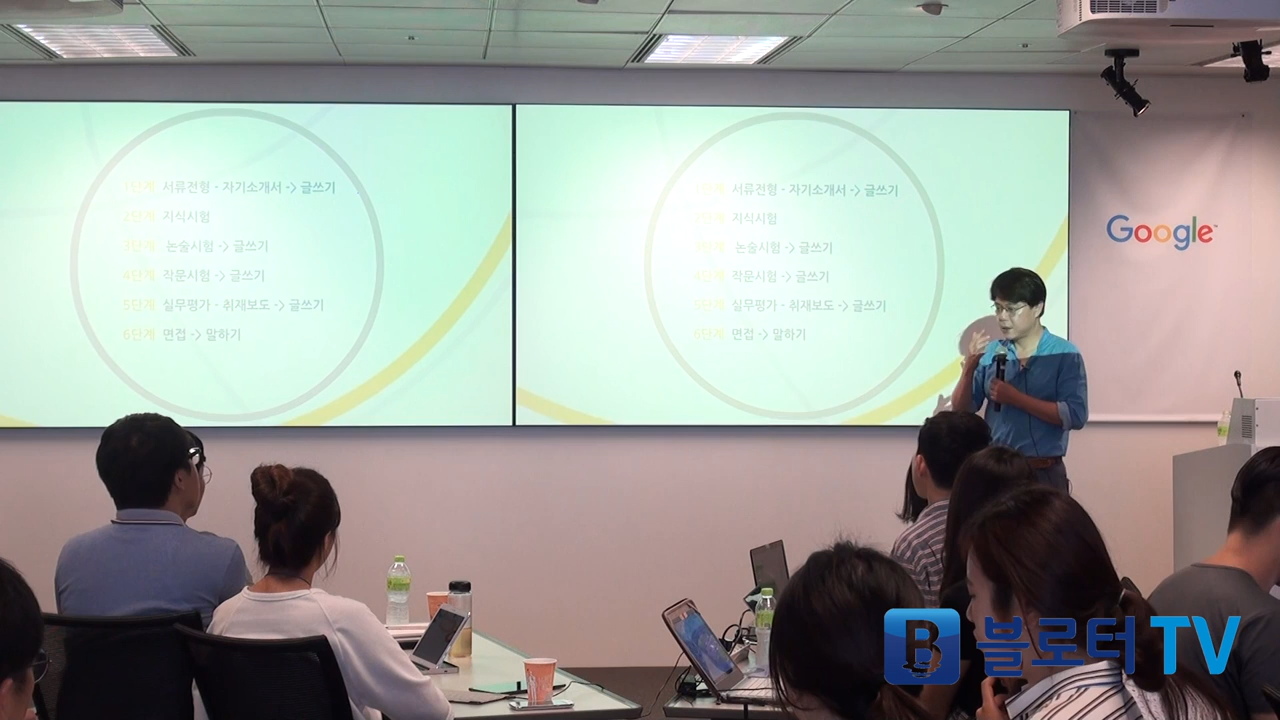 1단계 서류전형 - 자기소개서 -> 글쓰기
2단계 지식시험
3단계 논술시험 -> 글쓰기
4단계 작문시험 -> 글쓰기
5단계 실무평가 - 취재보도 -> 글쓰기
6단계 면접 -> 말하기
1단계 서류전형 - 자기소개서 -> 글쓰기
2단계 지식시험
3단계 논술시험 -> 글쓰기
4단계 작문시험 -> 글쓰기
5단계 실무평가 - 취재보도 -> 글쓰기
6단계 면접 -> 말하기
Google
B 블로터 TV